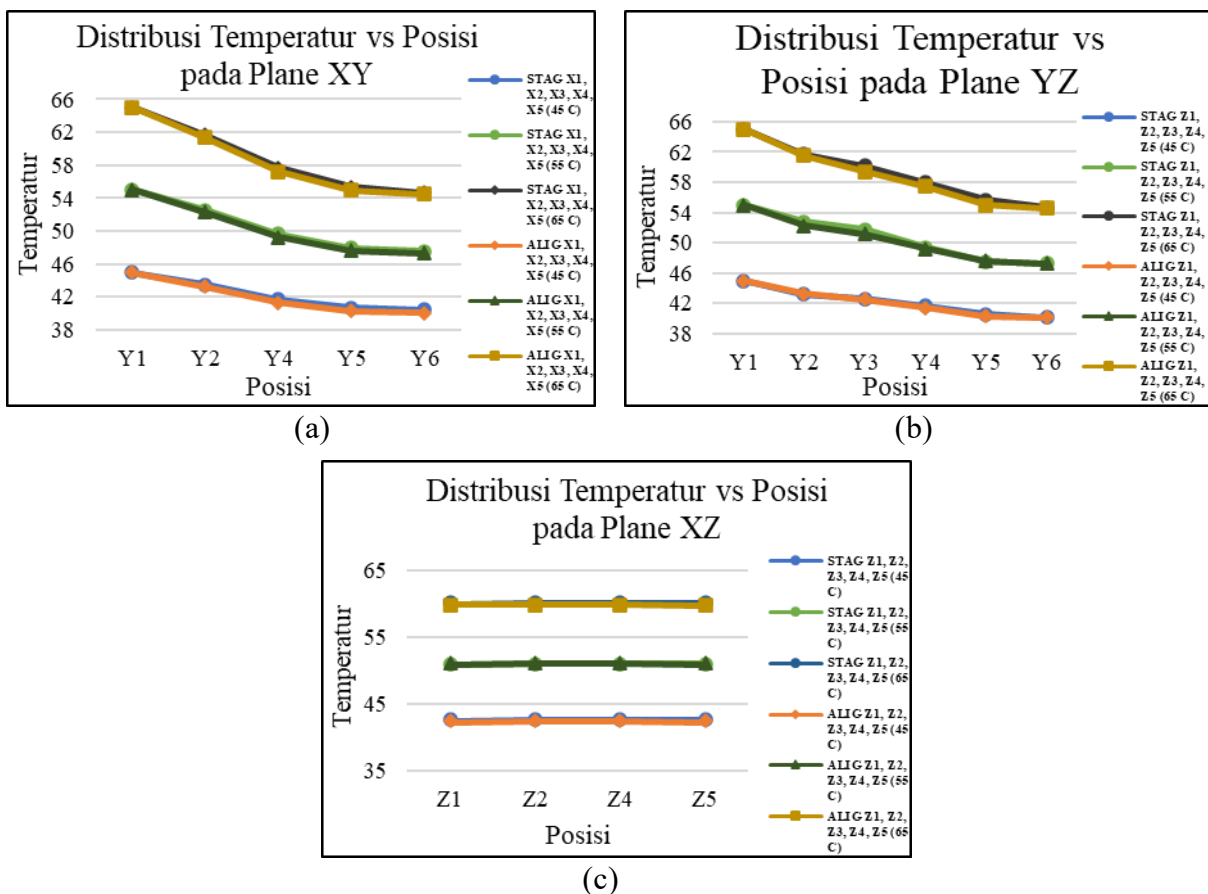 Distribusi Temperatur vs Posisi
pada Plane XY
Temperatur
66
62
58
54
50
46
42
38
Y1 Y2 Y4 Y5 Y6
Posisi
STAG X1,
X2, X3, X4,
X5 (45 C)
STAG X1,
X2, X3, X4,
X5 (55 C)
STAG X1,
X2, X3, X4,
X5 (65 C)
ALIG X1,
X2, X3, X4,
X5 (45 C)
ALIG X1,
X2, X3, X4,
X5 (55 C)
ALIG X1,
X2, X3, X4,
X5 (65 C)
(a)
Distribusi Temperatur vs
Posisi pada Plane YZ
Temperatur
66
62
58
54
50
46
42
38
Y1 Y2 Y3 Y4 Y5 Y6
Posisi
STAG Z1,
Z2, Z3, Z4,
Z5 (45 C)
STAG Z1,
Z2, Z3, Z4,
Z5 (55 C)
STAG Z1,
Z2, Z3, Z4,
Z5 (65 C)
ALIG Z1,
Z2, Z3, Z4,
Z5 (45 C)
ALIG Z1,
Z2, Z3, Z4,
Z5 (55 C)
ALIG Z1,
Z2, Z3, Z4,
Z5 (65 C)
(b)
Distribusi Temperatur vs Posisi
pada Plane XZ
Temperatur
65
55
45
35
Z1 Z2 Z4 Z5
Posisi
STAG Z1, Z2,
Z3, Z4, Z5 (45
C)
STAG Z1, Z2,
Z3, Z4, Z5 (55
C)
STAG Z1, Z2,
Z3, Z4, Z5 (65
C)
ALIG Z1, Z2,
Z3, Z4, Z5 (45
C)
ALIG Z1, Z2,
Z3, Z4, Z5 (55
C)
ALIG Z1, Z2,
Z3, Z4, Z5 (65
C)
(c)